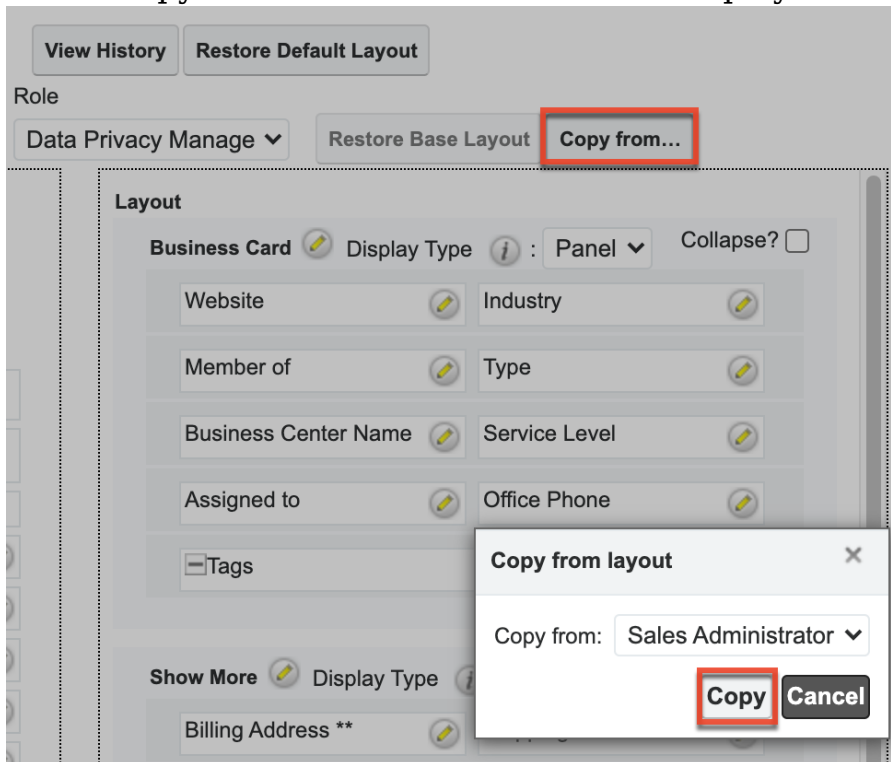 View History Restore Default Layout
Role
Data Privacy Manage Restore Base Layout Copy from...
Layout
Business Card Display Type i : Panel Collapse?
Website Industry
Member of Type
Business Center Name Service Level
Assigned to Office Phone
Tags
Copy from layout ×
Copy from: Sales Administrator
Show More Display Type
Copy Cancel
Billing Address **